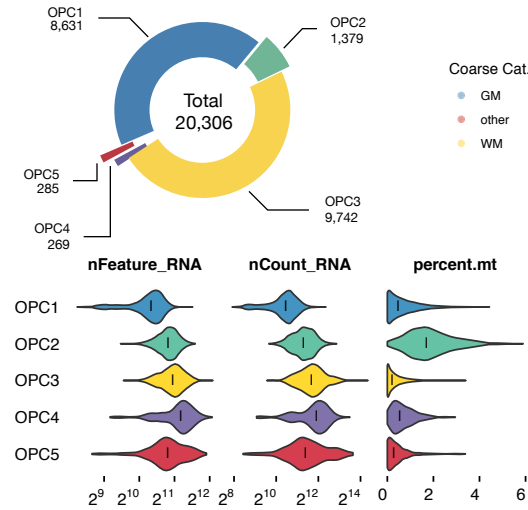 OPC1
8,631
OPC2
1,379
Total
20,306
Coarse Cat.
GM
other
WM
OPC5
285
OPC4
269
OPC3
9,742
nFeature_RNA nCount_RNA percent.mt
OPC1
OPC2
OPC3
OPC4
OPC5
2^9 2^10 2^11 2^12 2^8 2^10 2^12 2^14 0 2 4 6